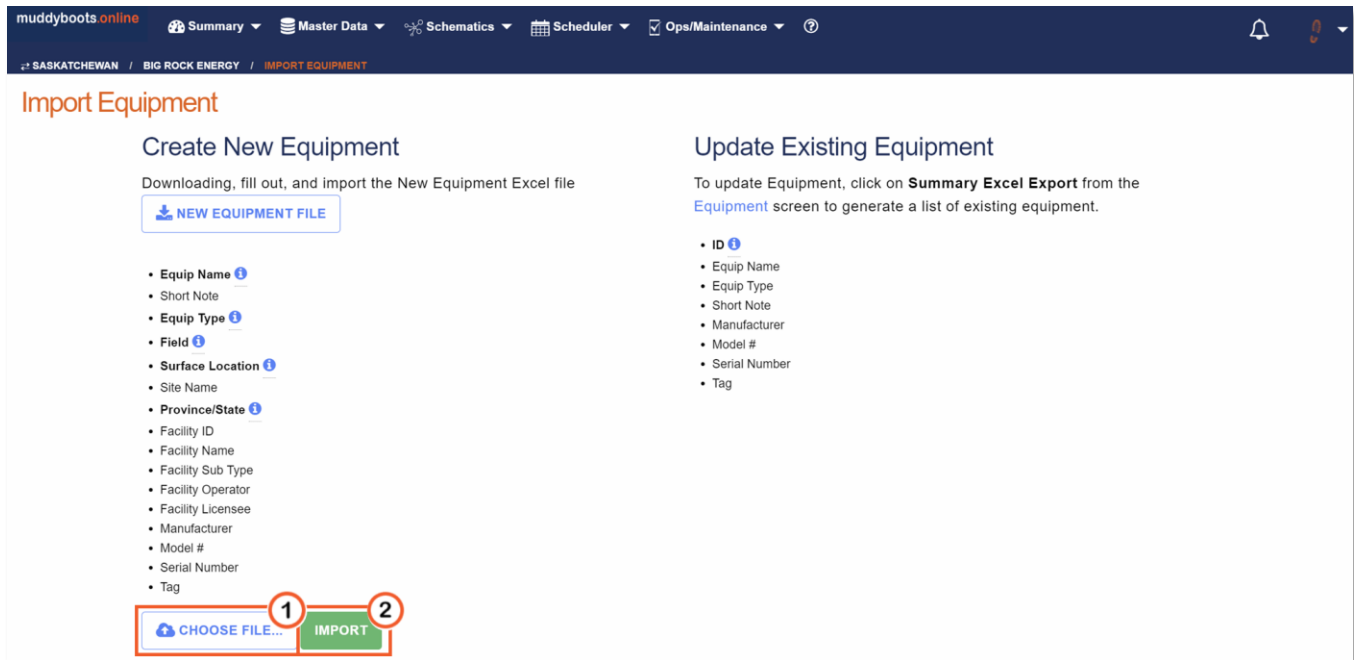 muddyboots.online
Summary Master Data Schematics Scheduler Ops/Maintenance
SASKATCHEWAN / BIG ROCK ENERGY / IMPORT EQUIPMENT
Import Equipment
Create New Equipment
Downloading, fill out, and import the New Equipment Excel file
NEW EQUIPMENT FILE
• Equip Name
• Short Note
• Equip Type
• Field
• Surface Location
• Site Name
• Province/State
• Facility ID
• Facility Name
• Facility Sub Type
• Facility Operator
• Facility Licensee
• Manufacturer
• Model #
• Serial Number
• Tag
1 2
CHOOSE FILE... IMPORT
Update Existing Equipment
To update Equipment, click on Summary Excel Export from the
Equipment screen to generate a list of existing equipment.
• ID
• Equip Name
• Equip Type
• Short Note
• Manufacturer
• Model #
• Serial Number
• Tag